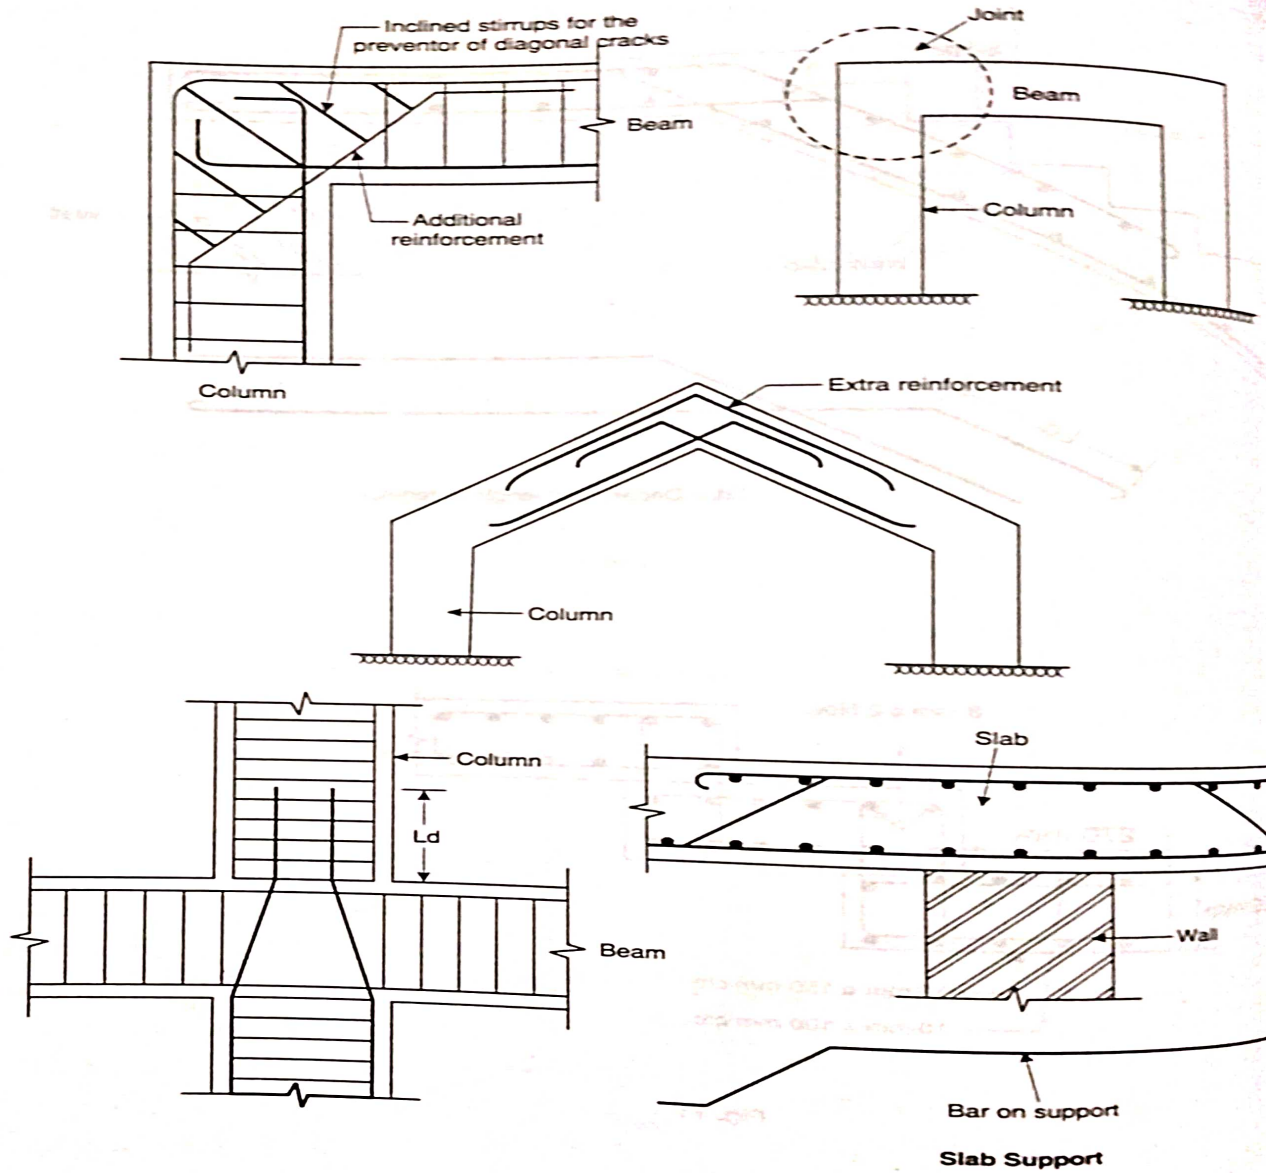 Inclined stirrups for the
preventor of diagonal cracks
Joint
Beam
Beam
Column
Additional
reinforcement
Column
Extra reinforcement
Column
Slab
Column
Ld
Wall
Beam
Bar on support
Slab Support